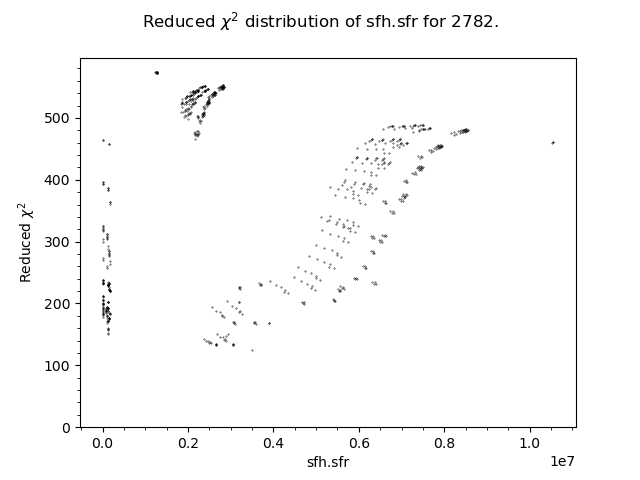 Reduced χ² distribution of sfh.sfr for 2782.
Reduced χ²
500
400
300
200
100
0
0.0 0.2 0.4 0.6 0.8 1.0
1e7
sfh.sfr